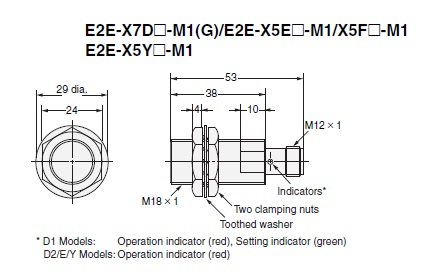 E2E-X7D□-M1(G)/E2E-X5E□-M1/X5F□-M1
E2E-X5Y□-M1
29 dia.
24
53
38
4
10
M12 × 1
M18 × 1
Indicators*
Two clamping nuts
Toothed washer
* D1 Models: Operation indicator (red), Setting indicator (green)
D2/E/Y Models: Operation indicator (red)